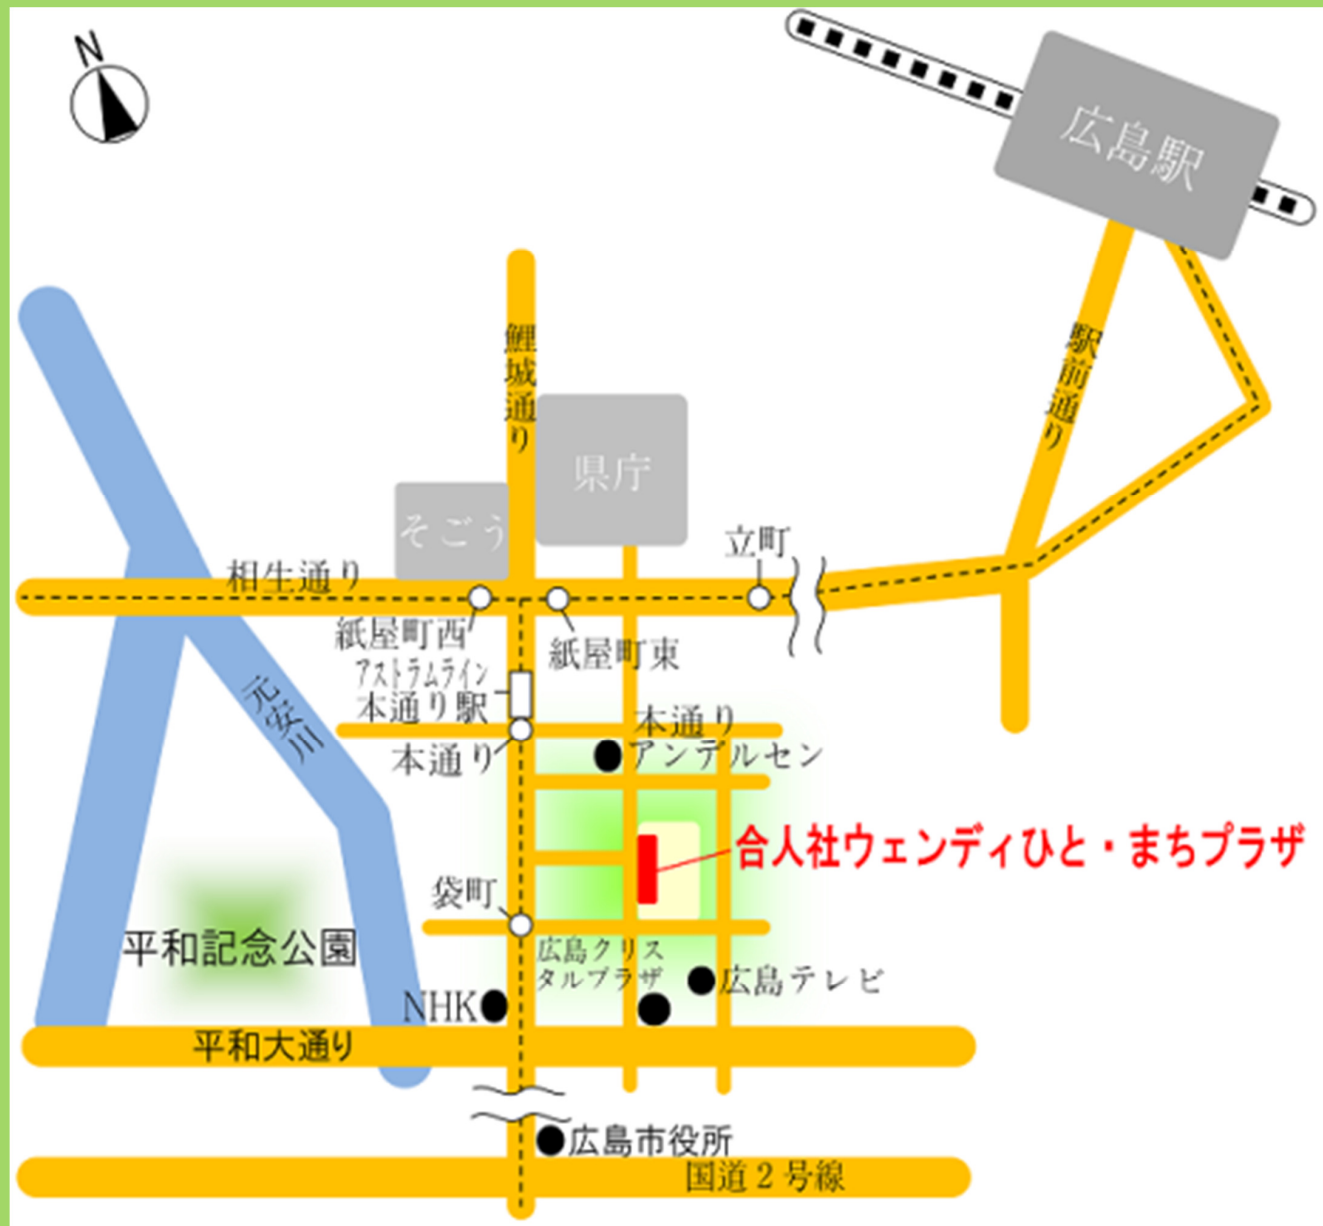 N
広島駅
鯉城通り
駅前通り
県庁
そごう
立町
相生通り
紙屋町西
紙屋町東
アストラムライン
本通り駅
元安川
本通り
本通り
アンデルセン
合人社ウェンディひと・まちプラザ
袋町
平和記念公園
広島クリス
タルプラザ
広島テレビ
NHK
平和大通り
広島市役所
国道2号線